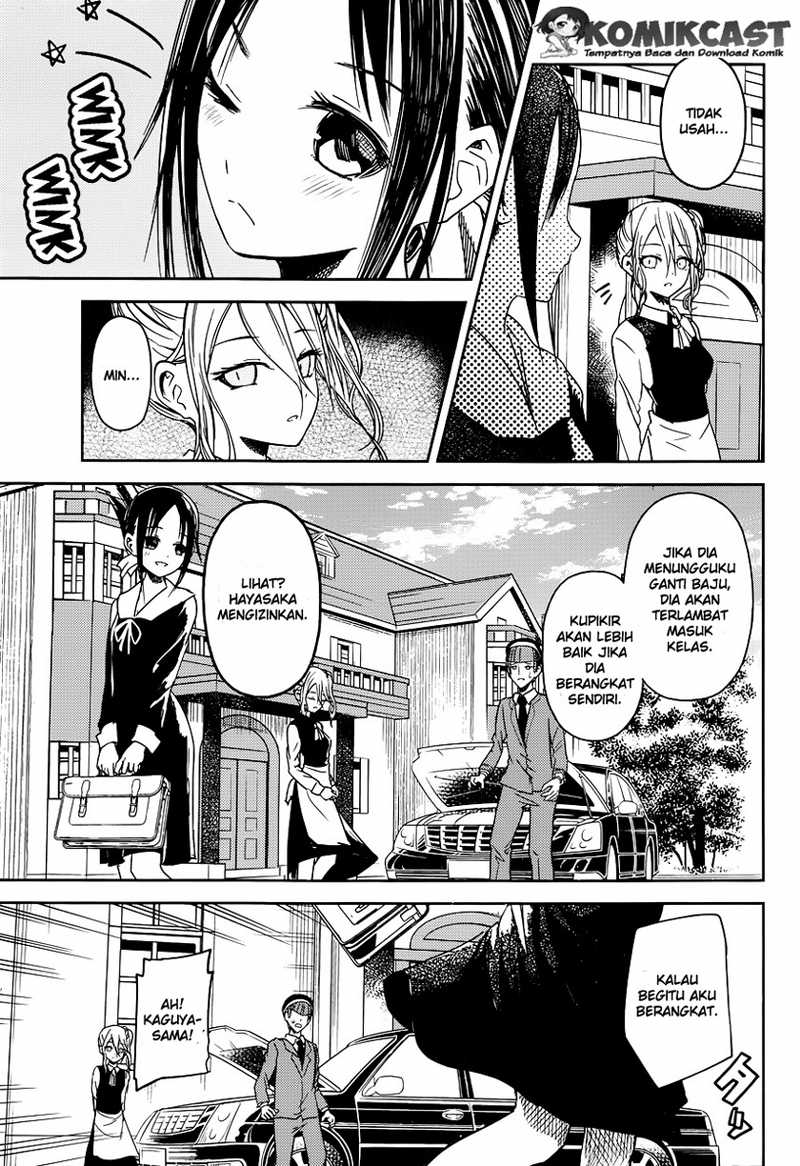 KOMIKCAST
Tempatnya Baca dan Download Komik
TIDAK
USAH...
WINK
WINK
MIN...
JIKA DIA
MENUNGGUKU
GANTI BAJU,
DIA AKAN
TERLAMBAT
MASUK
KELAS.
KUPIKIR
AKAN LEBIH
BAIK JIKA
DIA
BERANGKAT
SENDIRI.
LIHAT?
HAYASAKA
MENGIZINKAN.
KALAU
BEGITU AKU
BERANGKAT.
タッ
AH!
KAGUYA-
SAMA!